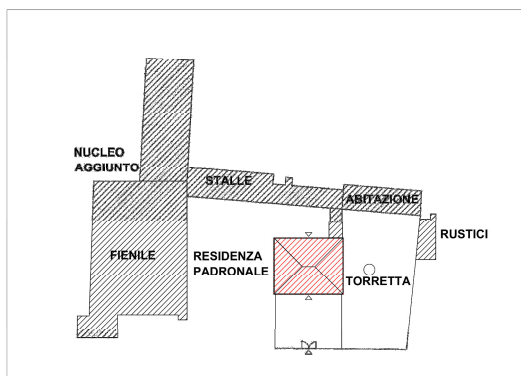 NUCLEO
AGGIUNTO
STALLE
ABITAZIONE
RUSTICI
FIENILE
RESIDENZA
PADRONALE
TORRETTA